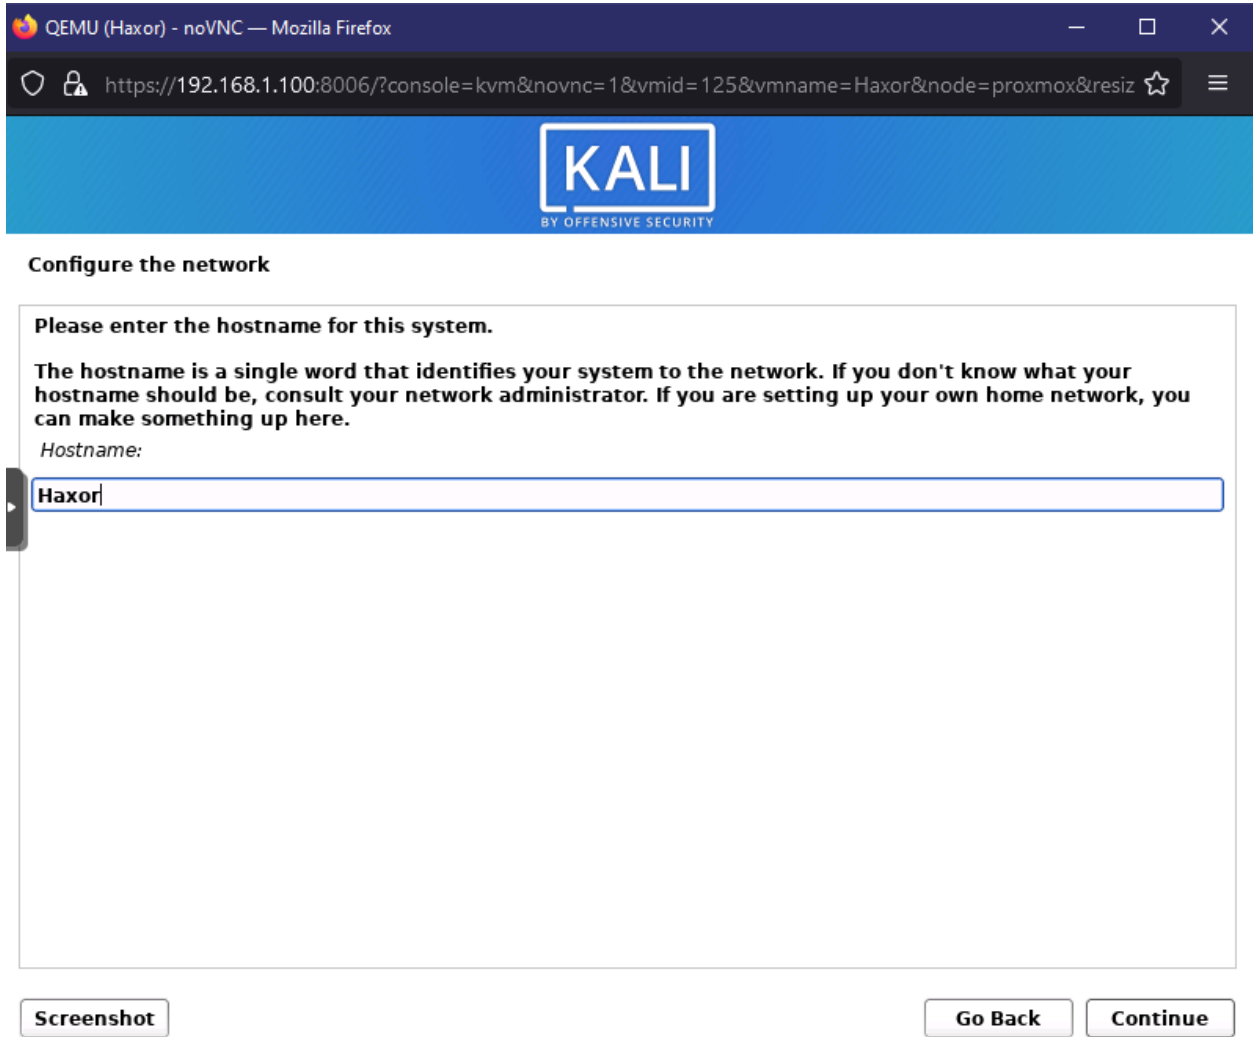 QEMU (Haxor) - noVNC — Mozilla Firefox
https://192.168.1.100:8006/?console=kvm&novnc=1&vmid=125&vmname=Haxor&node=proxmox&resiz
KALI
BY OFFENSIVE SECURITY
Configure the network
Please enter the hostname for this system.
The hostname is a single word that identifies your system to the network. If you don't know what your
hostname should be, consult your network administrator. If you are setting up your own home network, you
can make something up here.
Hostname:
Haxor
Screenshot
Go Back
Continue